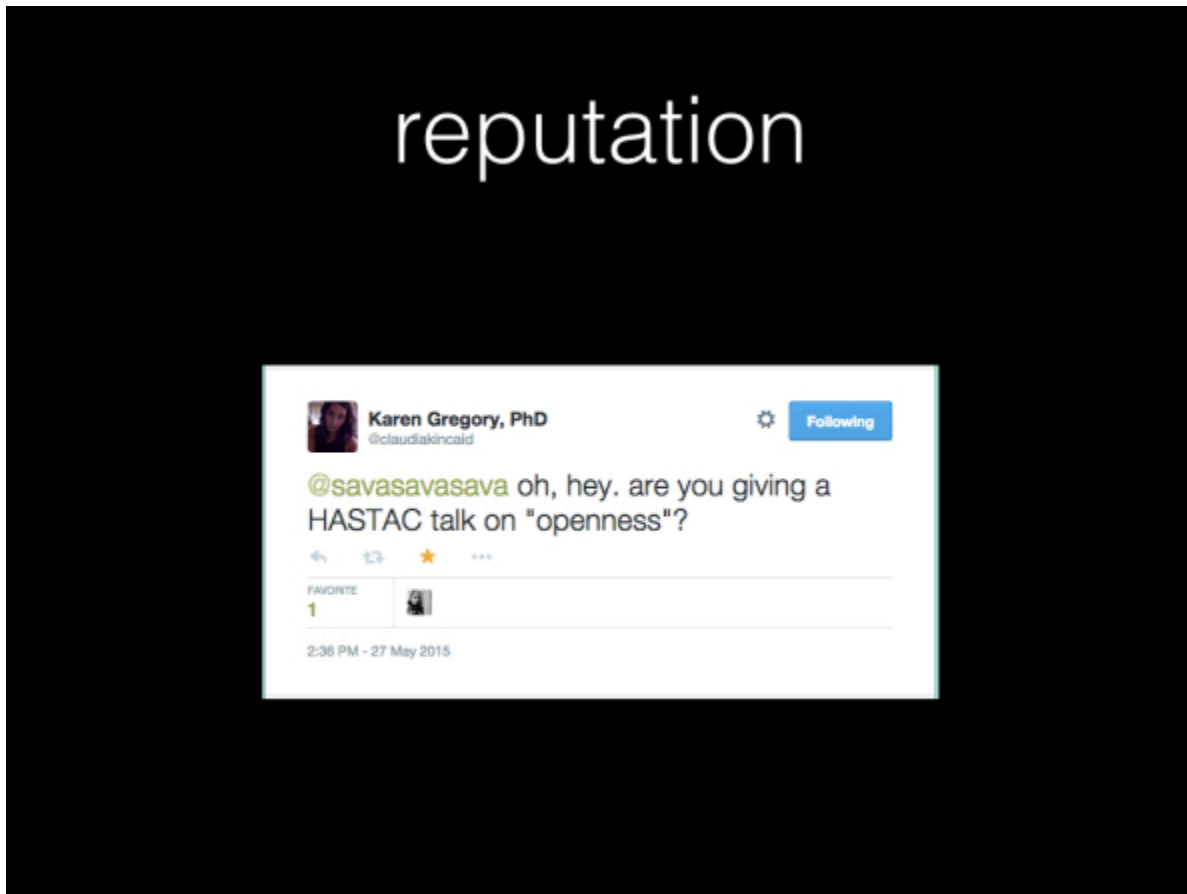 reputation
Karen Gregory, PhD
@claudiakincaid
Following
@savasavasava oh, hey. are you giving a
HASTAC talk on "openness"?
FAVORITE
1
2:36 PM - 27 May 2015